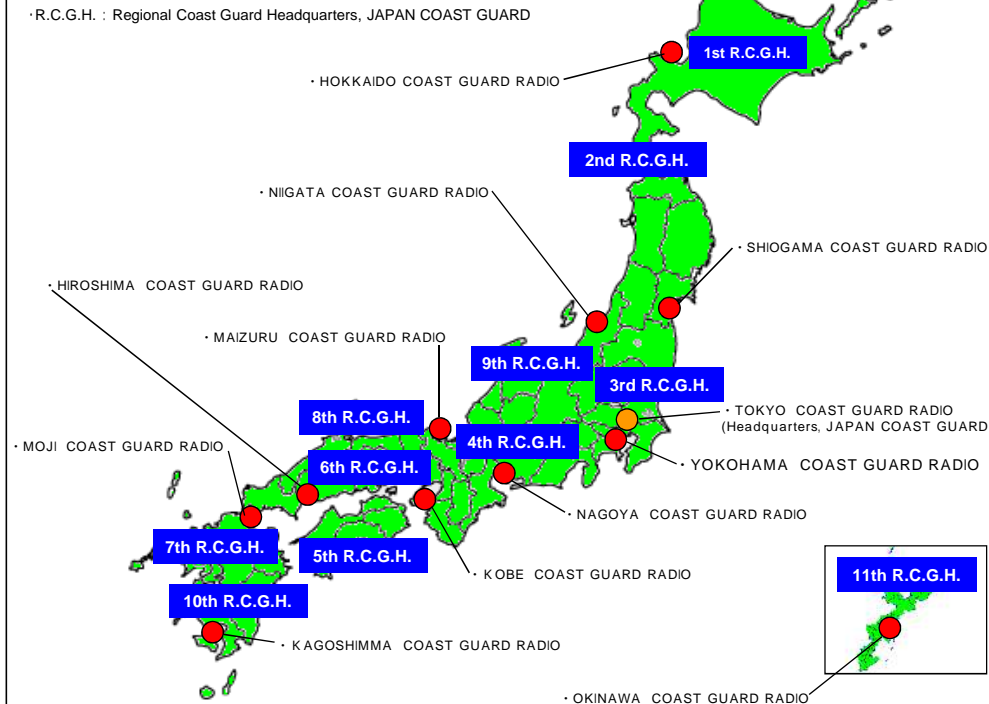 ・R.C.G.H. : Regional Coast Guard Headquarters, JAPAN COAST GUARD
1st R.C.G.H.
・HOKKAIDO COAST GUARD RADIO
2nd R.C.G.H.
・NIIGATA COAST GUARD RADIO
・SHIOGAMA COAST GUARD RADIO
・HIROSHIMA COAST GUARD RADIO
・MAIZURU COAST GUARD RADIO
9th R.C.G.H.
3rd R.C.G.H.
8th R.C.G.H.
・TOKYO COAST GUARD RADIO
(Headquarters, JAPAN COAST GUARD
4th R.C.G.H.
・MOJI COAST GUARD RADIO
6th R.C.G.H.
・YOKOHAMA COAST GUARD RADIO
・NAGOYA COAST GUARD RADIO
7th R.C.G.H.
5th R.C.G.H.
・KOBE COAST GUARD RADIO
11th R.C.G.H.
10th R.C.G.H.
・KAGOSHIMMA COAST GUARD RADIO
・OKINAWA COAST GUARD RADIO